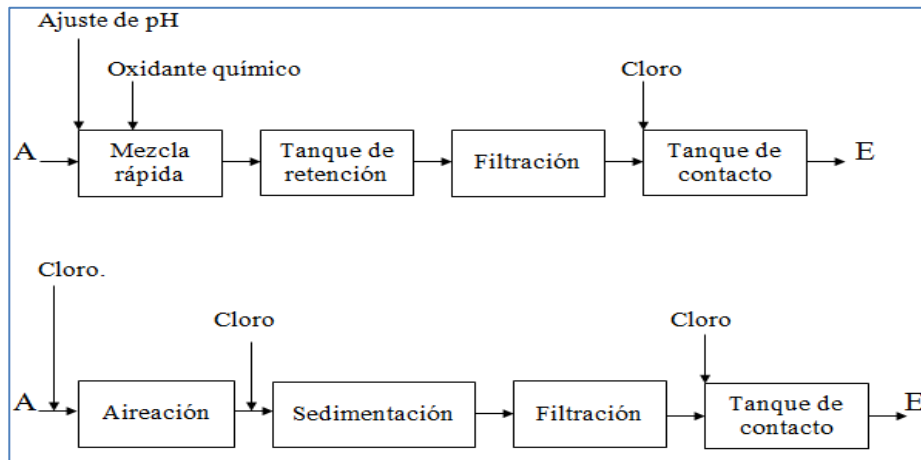 Ajuste de pH
Oxidante químico
Cloro
A
Mezcla
rápida
Tanque de
retención
Filtración
Tanque de
contacto
E
Cloro.
Cloro
Cloro
A
Aireación
Sedimentación
Filtración
Tanque de
contacto
E